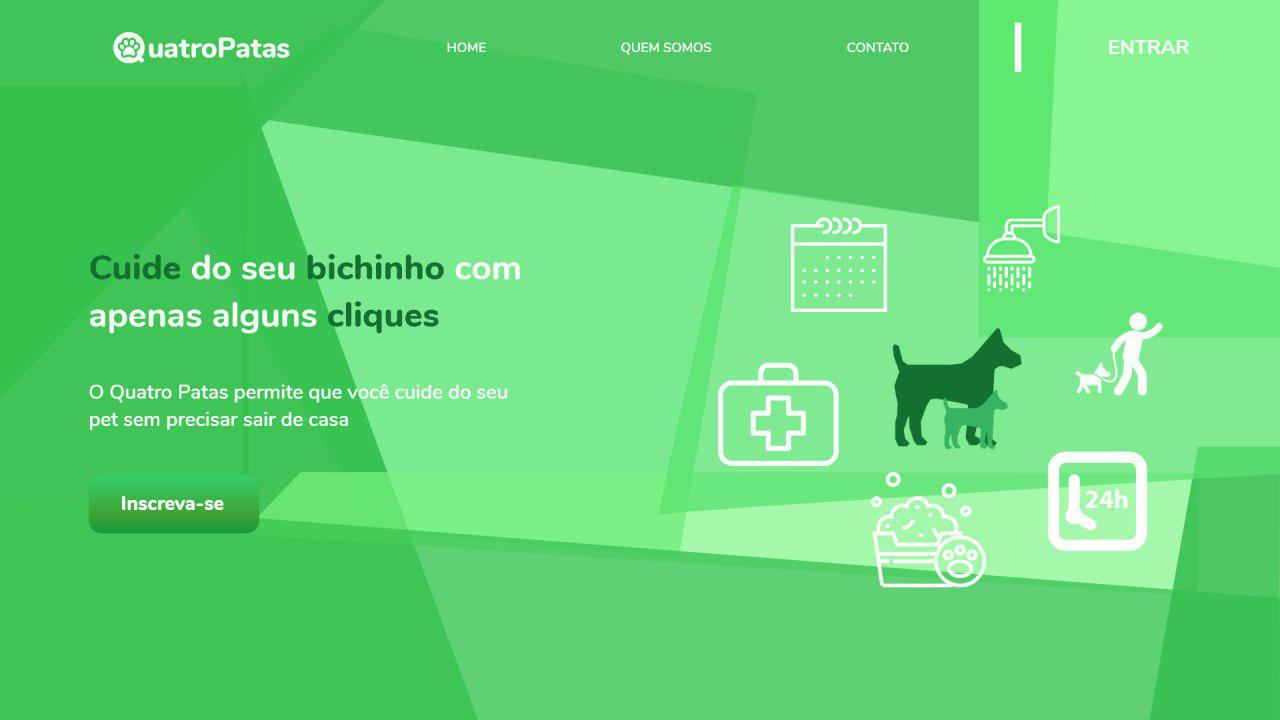 QuatroPatas
HOME
QUEM SOMOS
CONTATO
ENTRAR
Cuide do seu bichinho com
apenas alguns cliques
O Quatro Patas permite que você cuide do seu
pet sem precisar sair de casa
Inscreva-se
24h